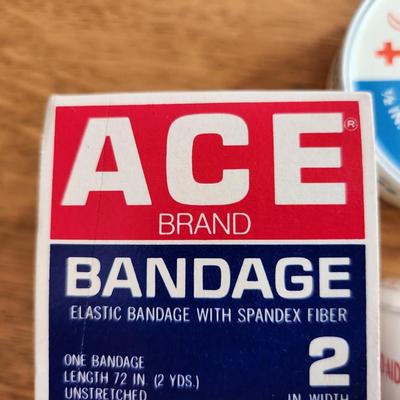 ACE®
BRAND
BANDAGE
ELASTIC BANDAGE WITH SPANDEX FIBER
ONE BANDAGE
LENGTH 72 IN (2 YDS.)
UNSTRETCHED
2
IN WIDTH